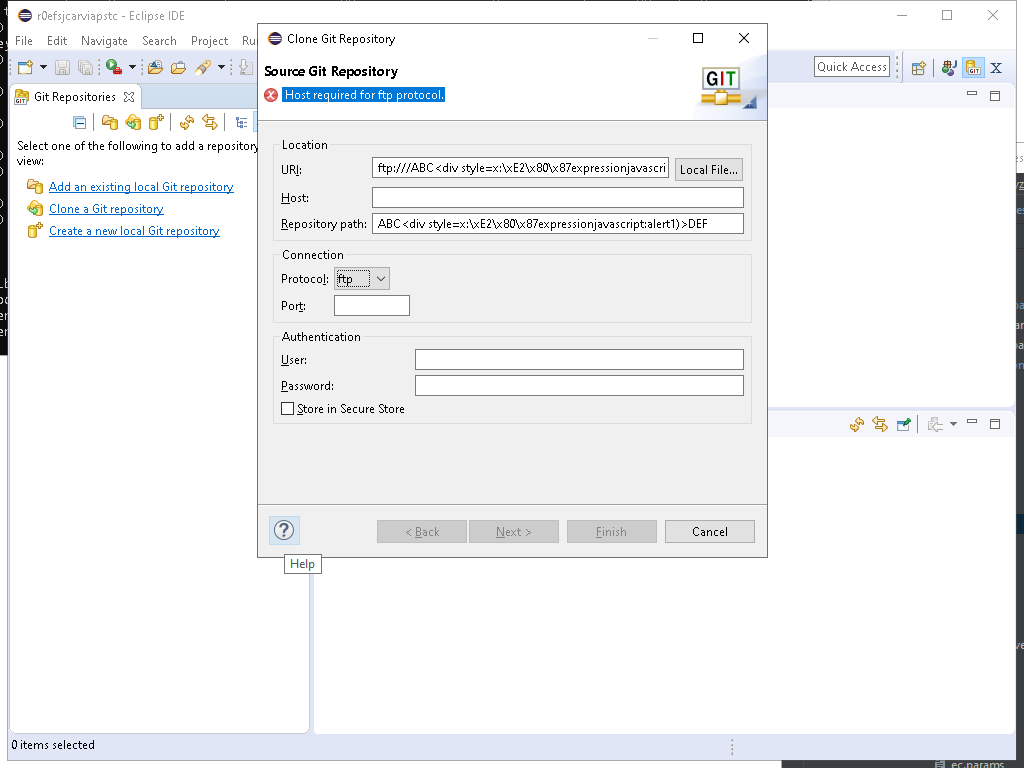 r0efsjcarviapstc - Eclipse IDE
File Edit Navigate Search Project Ru
Quick Access
Git Repositories
Select one of the following to add a repository
view:
Add an existing local Git repository
Clone a Git repository
Create a new local Git repository
Clone Git Repository
Source Git Repository
Host required for ftp protocol.
GIT
Location
URI:
ftp:///ABC<div style=x:\xE2\x80\x87expressionjavascri
Local File...
Host:
Repository path:
ABC<div style=x:\xE2\x80\x87expressionjavascript:alert1)>DEF
Connection
Protocol:
ftp
Port:
Authentication
User:
Password:
Store in Secure Store
?
< Back
Next >
Finish
Cancel
Help
0 items selected
ec.params